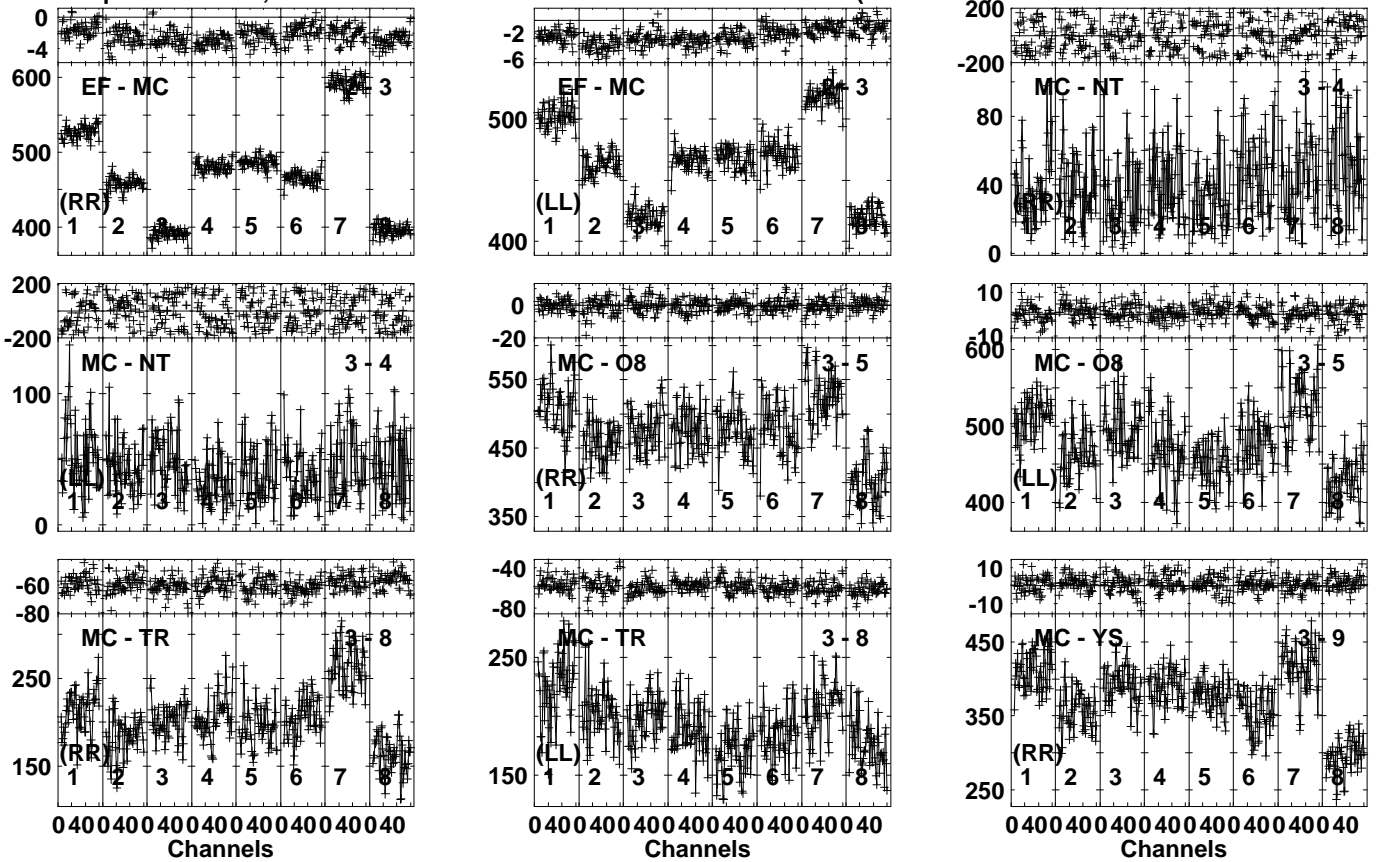 0
-4
EF - MC 2 - 3
600
500
400
(RR)
1 2 3 4 5 6 7 8
-2
-6
EF - MC 2 - 3
500
400
(LL)
1 2 3 4 5 6 7 8
200
-200
MC - NT 3 - 4
80
40
0
(RR)
1 2 3 4 5 6 7 8
200
-200
MC - NT 3 - 4
100
0
(LL)
1 2 3 4 5 6 7 8
0
-20
MC - O8 3 - 5
550
450
350
(RR)
1 2 3 4 5 6 7 8
10
-10
600
MC - O8 3 - 5
500
400
(LL)
1 2 3 4 5 6 7 8
-60
-80
MC - TR 3 - 8
250
150
(RR)
1 2 3 4 5 6 7 8
-40
-80
MC - TR 3 - 8
250
150
(LL)
1 2 3 4 5 6 7 8
10
-10
MC - YS 3 - 9
450
350
250
(RR)
1 2 3 4 5 6 7 8
0 40 0 40 0 40 0 40 0 40 0 40 0 40 0 40
Channels
0 40 0 40 0 40 0 40 0 40 0 40 0 40 0 40
Channels
0 40 0 40 0 40 0 40 0 40 0 40 0 40 0 40
Channels